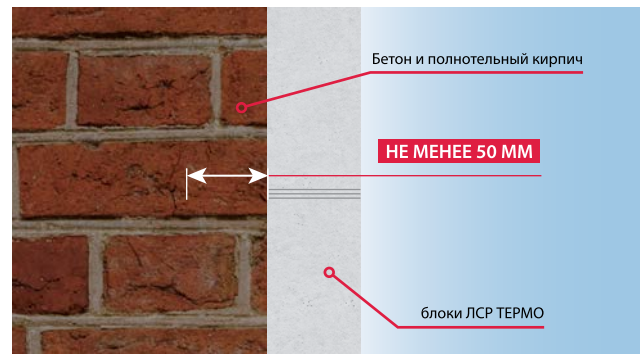 Бетон и полнотельный кирпич
НЕ МЕНЕЕ 50 ММ
блоки ЛСР ТЕРМО